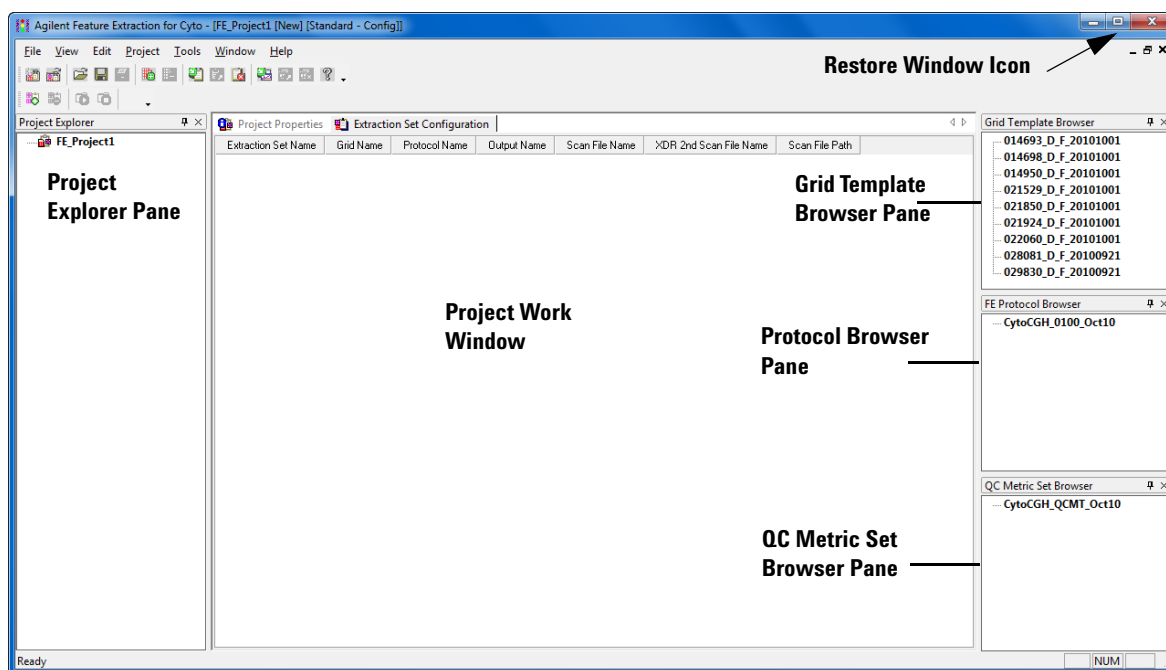 Agilent Feature Extraction for Cyto - [FE_Project1 [New] [Standard - Config]]
File View Edit Project Tools Window Help
Restore Window Icon
Project Explorer
FE_Project1
Project
Explorer Pane
Project Properties Extraction Set Configuration
Extraction Set Name Grid Name Protocol Name Output Name Scan File Name XDR 2nd Scan File Name Scan File Path
Project Work
Window
Grid Template
Browser Pane
Protocol Browser
Pane
QC Metric Set
Browser Pane
Grid Template Browser
014693_D_F_20101001
014698_D_F_20101001
014950_D_F_20101001
021529_D_F_20101001
021850_D_F_20101001
021924_D_F_20101001
022060_D_F_20101001
028081_D_F_20100921
029830_D_F_20100921
FE Protocol Browser
CytoCGH_0100_Oct10
QC Metric Set Browser
CytoCGH_QCMT_Oct10
Ready
NUM